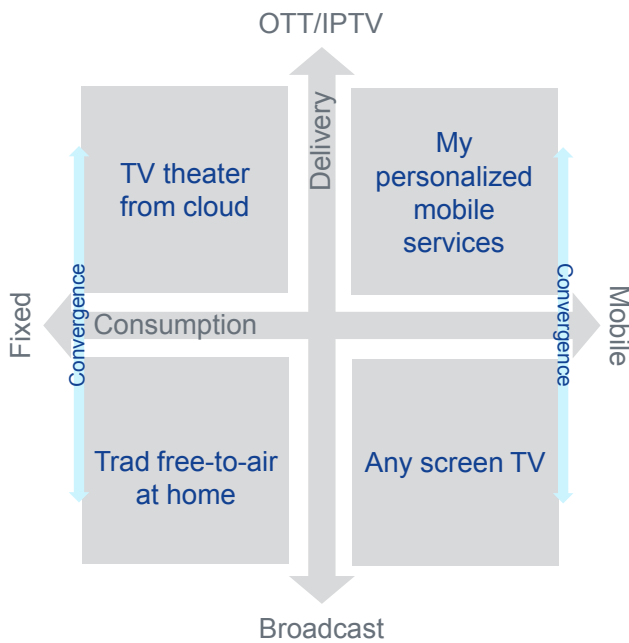 OTT/IPTV
Delivery
TV theater
from cloud
My
personalized
mobile
services
Fixed
Convergence
Consumption
Convergence
Mobile
Trad free-to-air
at home
Any screen TV
Broadcast